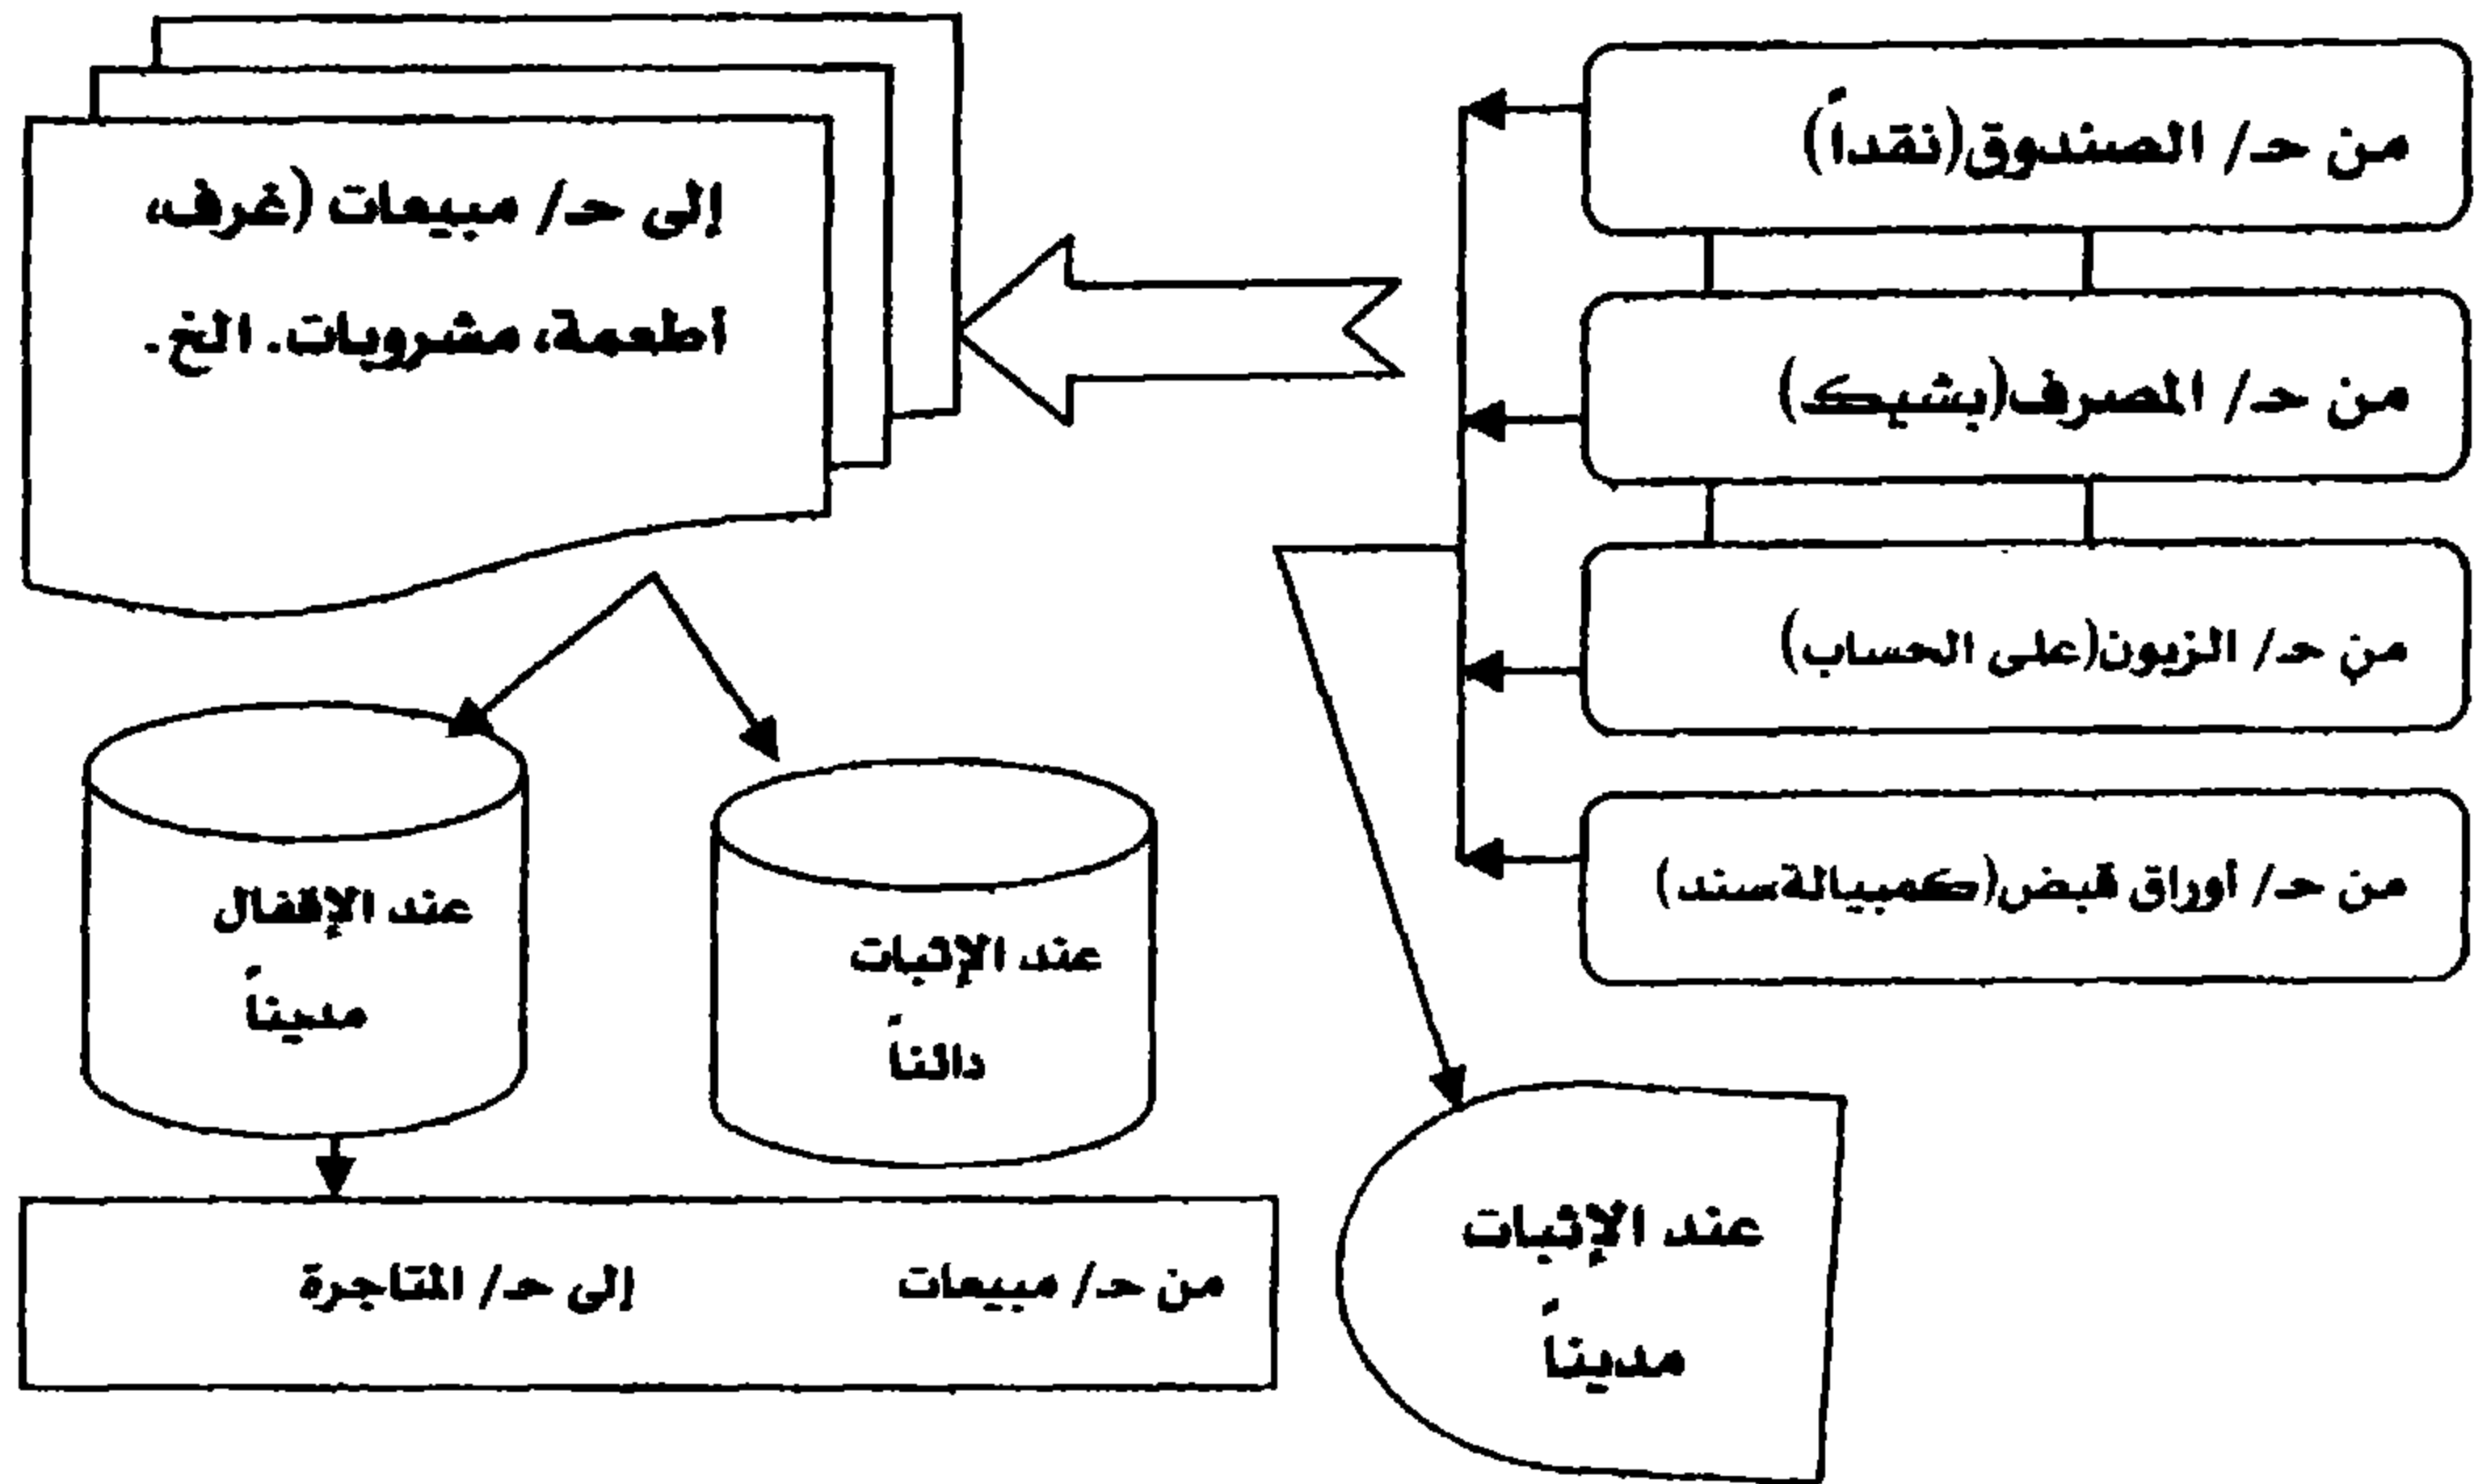 من حـ/ الصندوق(نقداً)
من حـ/ المصرف(بشيك)
من حـ/ الزبون(على الحساب)
من حـ/ أوراق قبض(كمبيالةسند)
إلى حـ/ مبيعات (غرف،
اطعمة، مشروبات. الخ.
عند الإثبات
دائناً
عند الإقفال
مديناً
عند الإثبات
مديناً
من حـ/ مبيعات إلى حـ/ المتاجرة